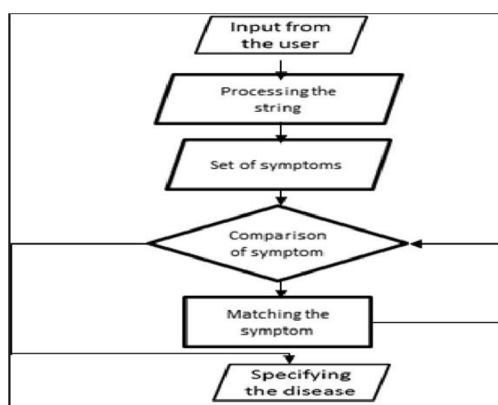 Input from
the user
Processing the
string
Set of symptoms
Comparison
of symptom
Matching the
symptom
Specifying
the disease